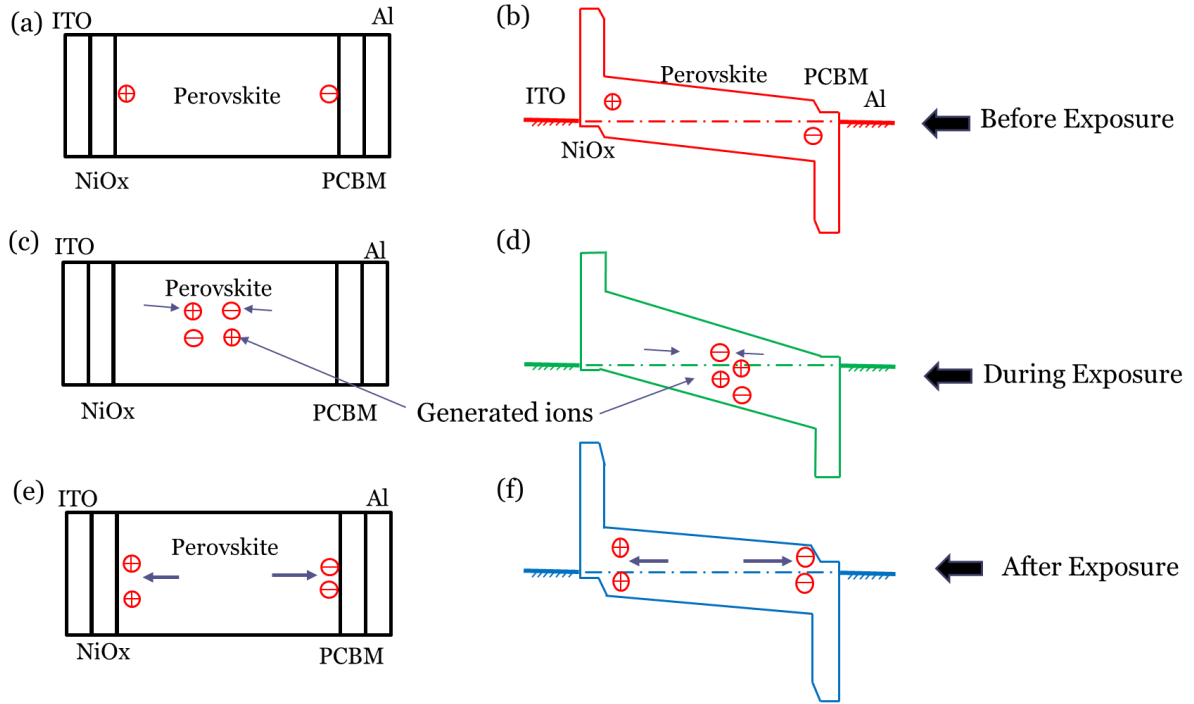 (a)
ITO
Al
Perovskite
NiOx
PCBM
(b)
Perovskite
PCBM
ITO
Al
NiOx
Before Exposure
(c)
ITO
Al
Perovskite
NiOx
PCBM
Generated ions
(d)
During Exposure
(e)
ITO
Al
Perovskite
NiOx
PCBM
(f)
After Exposure